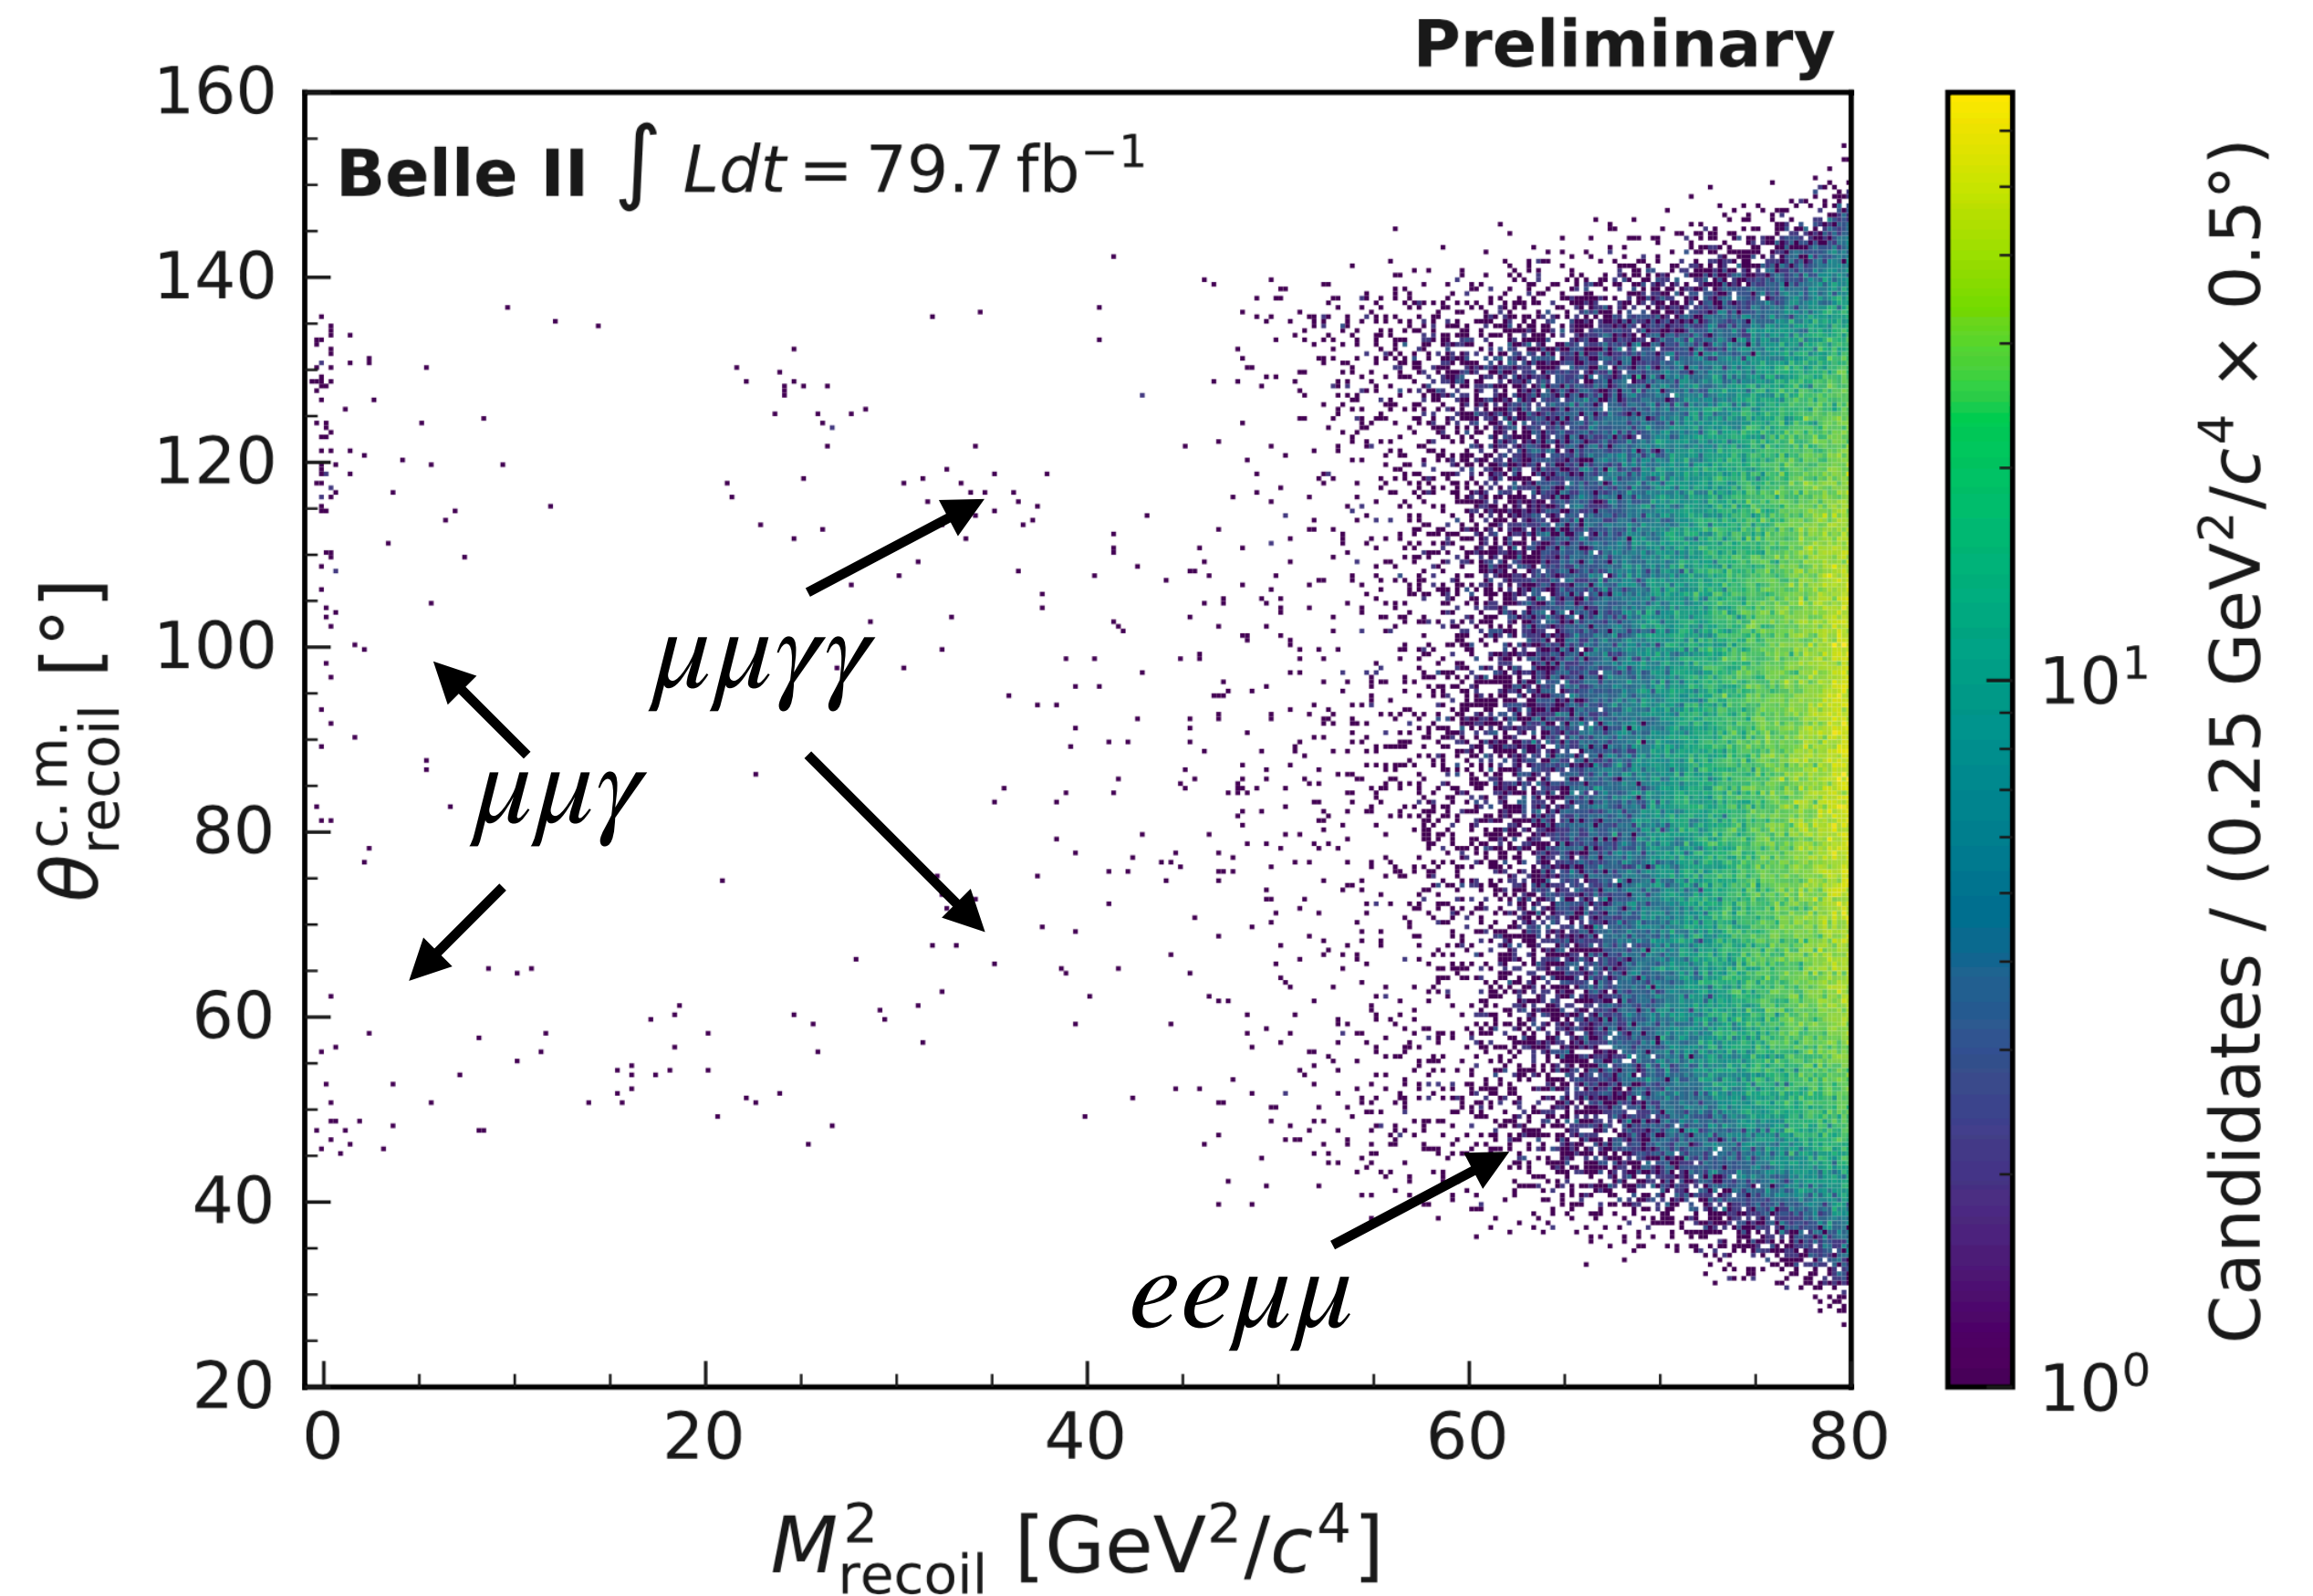 Preliminary
Belle II ∫ Ldt = 79.7 fb⁻¹
160
140
120
100
80
60
40
20
θ^{c.m.}_{recoil} [°]
μμγγ
μμγ
eeμμ
0 20 40 60 80
M²_{recoil} [GeV²/c⁴]
10¹
10⁰
Candidates / (0.25 GeV²/c⁴ × 0.5°)